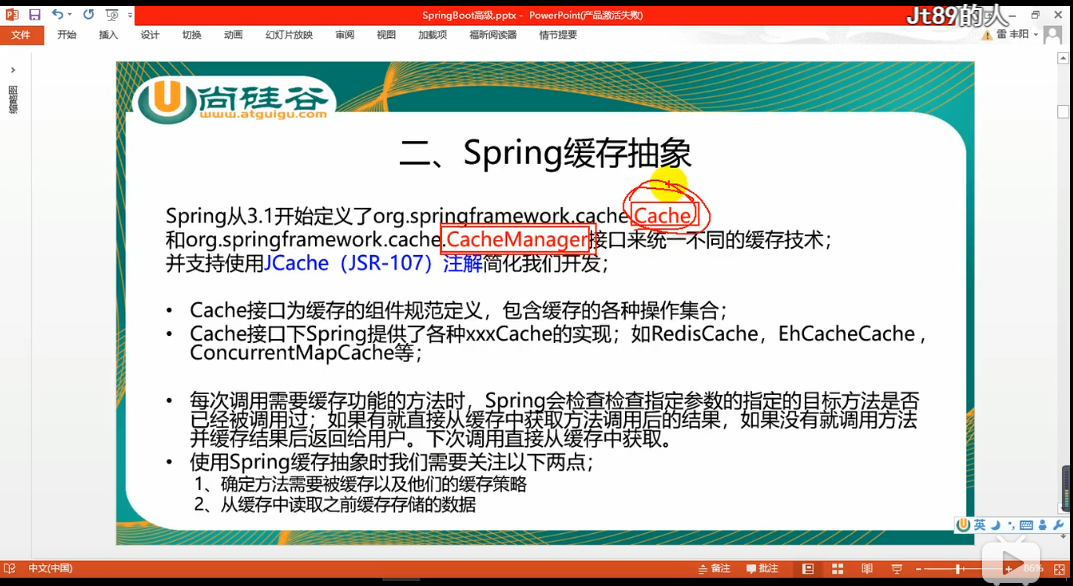 SpringBoot高级.pptx - PowerPoint(产品激活失败)
Jt89的人
文件 开始 插入 设计 切换 动画 幻灯片放映 审阅 视图 加载项 福昕阅读器 情节提要 雷 丰阳
缩略图
尚硅谷
www.atguigu.com
二、Spring缓存抽象
Spring从3.1开始定义了org.springframework.cache.Cache
和org.springframework.cache.CacheManager接口来统一不同的缓存技术；
并支持使用JCache（JSR-107）注解简化我们开发；
• Cache接口为缓存的组件规范定义，包含缓存的各种操作集合；
• Cache接口下Spring提供了各种xxxCache的实现；如RedisCache，EhCacheCache ,
ConcurrentMapCache等；
• 每次调用需要缓存功能的方法时，Spring会检查检查指定参数的指定的目标方法是否
已经被调用过；如果有就直接从缓存中获取方法调用后的结果，如果没有就调用方法
并缓存结果后返回给用户。下次调用直接从缓存中获取。
• 使用Spring缓存抽象时我们需要关注以下两点；
1、确定方法需要被缓存以及他们的缓存策略
2、从缓存中读取之前缓存存储的数据
英
中文(中国) 备注 批注 86%